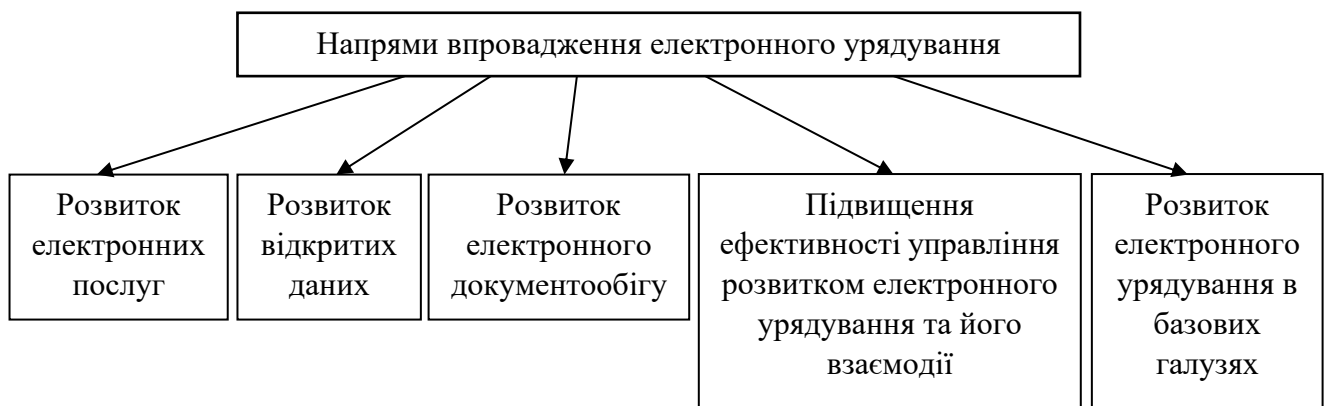 Напрями впровадження електронного урядування
Розвиток
електронних
послуг
Розвиток
відкритих
даних
Розвиток
електронного
документообігу
Підвищення
ефективності управління
розвитком електронного
урядування та його
взаємодії
Розвиток
електронного
урядування в
базових
галузях